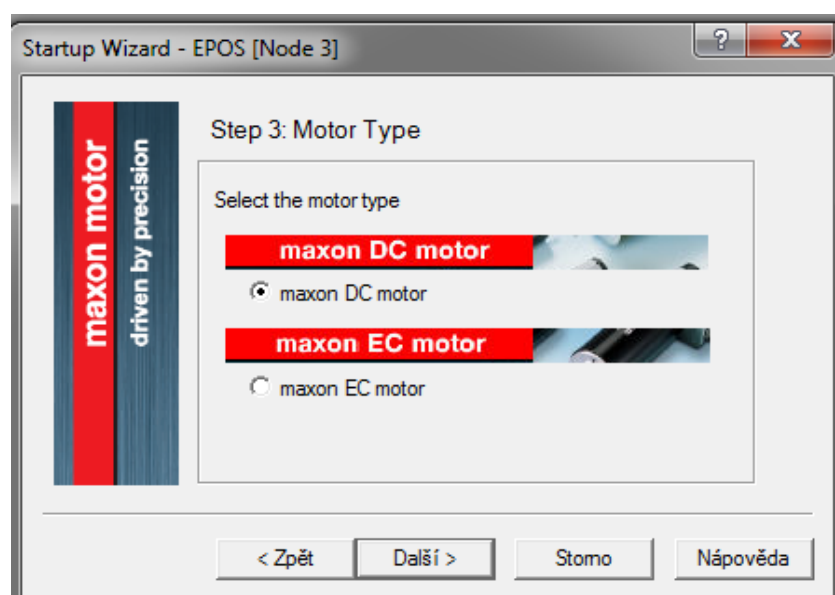 Startup Wizard - EPOS [Node 3]
? x
maxon motor
driven by precision
Step 3: Motor Type
Select the motor type
maxon DC motor
maxon DC motor
maxon EC motor
maxon EC motor
< Zpět Další > Storno Nápověda